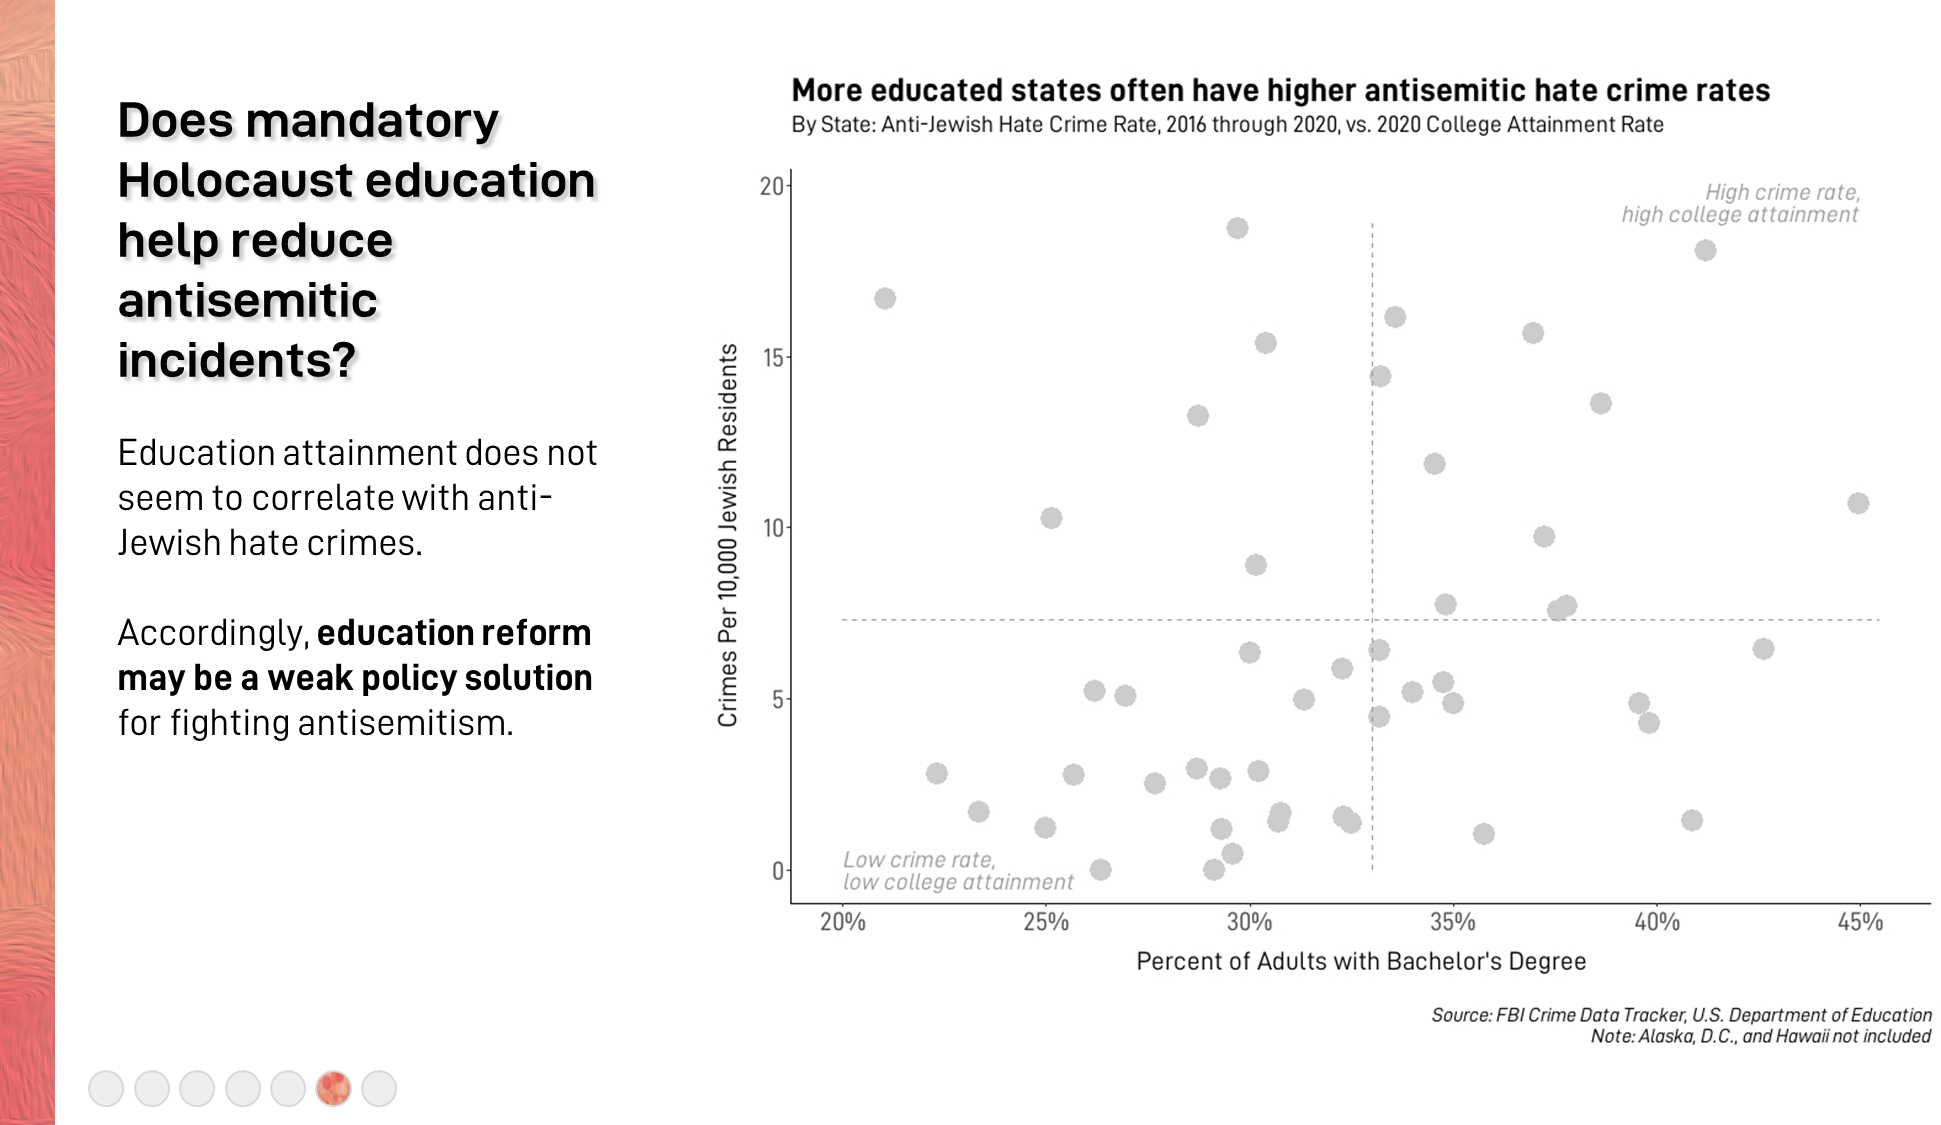 Does mandatory
Holocaust education
help reduce
antisemitic
incidents?
Education attainment does not
seem to correlate with anti-
Jewish hate crimes.
Accordingly, education reform
may be a weak policy solution
for fighting antisemitism.
More educated states often have higher antisemitic hate crime rates
By State: Anti-Jewish Hate Crime Rate, 2016 through 2020, vs. 2020 College Attainment Rate
Crimes Per 10,000 Jewish Residents
20
15
10
5
0
High crime rate,
high college attainment
Low crime rate,
low college attainment
20%
25%
30%
35%
40%
45%
Percent of Adults with Bachelor's Degree
Source: FBI Crime Data Tracker, U.S. Department of Education
Note: Alaska, D.C., and Hawaii not included